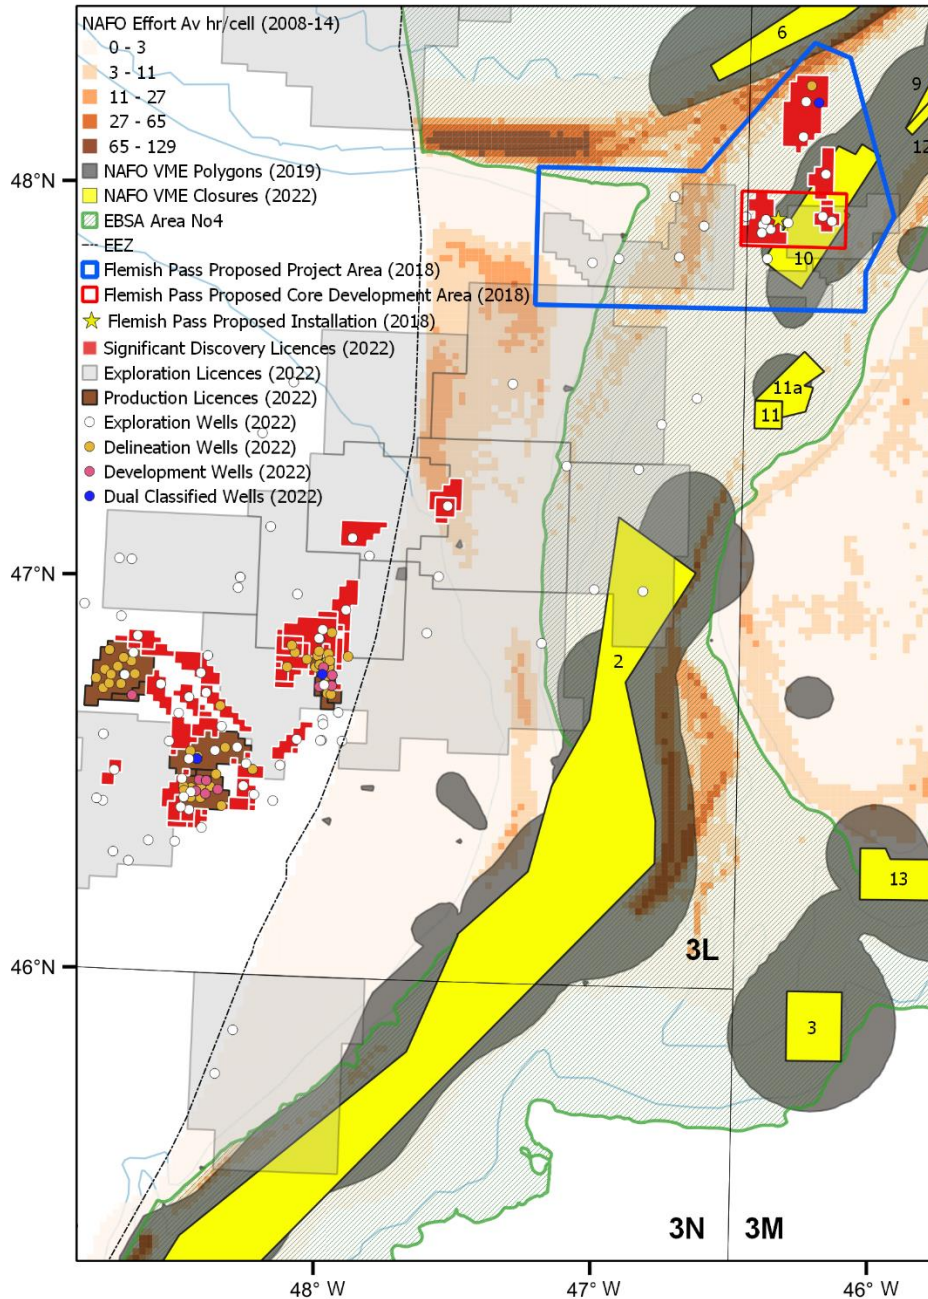 NAFO Effort Av hr/cell (2008-14)
0 - 3
3 - 11
11 - 27
27 - 65
65 - 129
NAFO VME Polygons (2019)
NAFO VME Closures (2022)
EBSA Area No4
EEZ
Flemish Pass Proposed Project Area (2018)
Flemish Pass Proposed Core Development Area (2018)
Flemish Pass Proposed Installation (2018)
Significant Discovery Licences (2022)
Exploration Licences (2022)
Production Licences (2022)
Exploration Wells (2022)
Delineation Wells (2022)
Development Wells (2022)
Dual Classified Wells (2022)
6
9
12
10
11a
11
2
13
3
3L
3N
3M
48°N
47°N
46°N
48° W
47° W
46° W